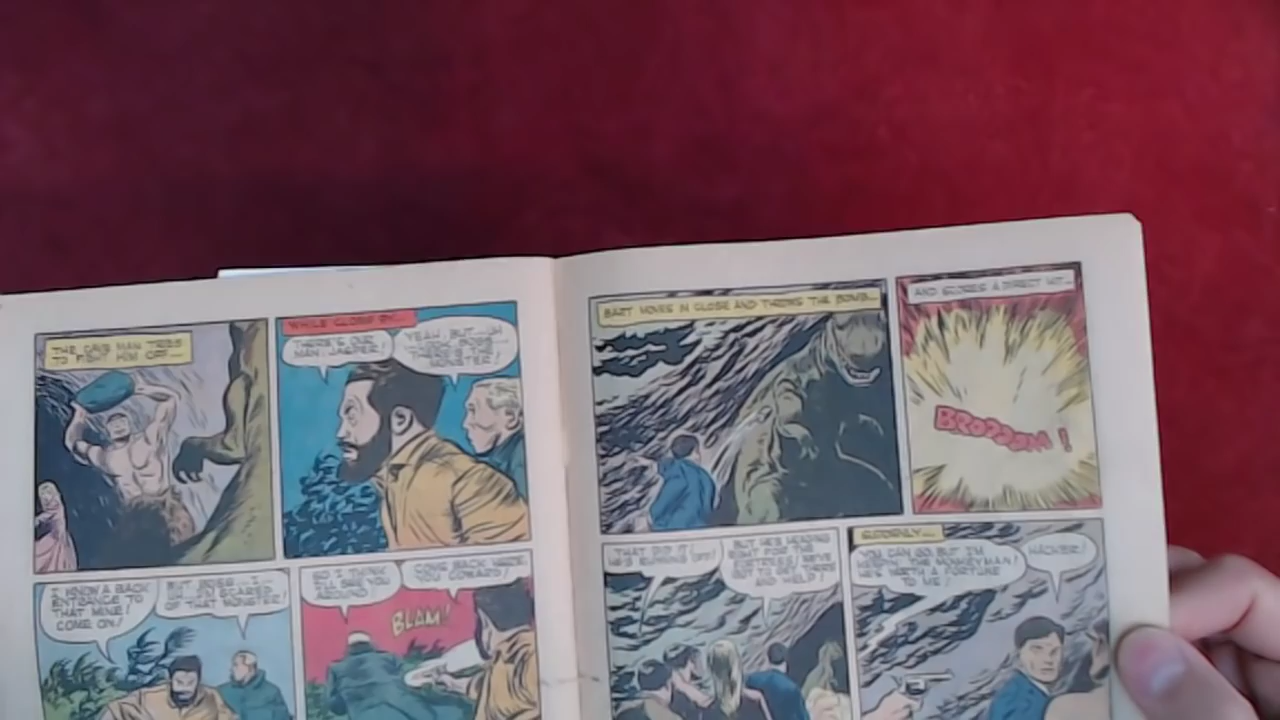 THE CAVE MAN TRIES
TO FIGHT HIM OFF...
WHILE CLOSE BY...
THERE'S OUR
MAN, JASPER!
YEAH, BUT...UH
...LOOK, BOSS...
THERE'S THE
MONSTER!
I KNOW A BACK
ENTRANCE TO
THAT MINE!
COME ON!
BUT BOSS...I...
I'M SCARED
OF THAT MONSTER!
SO I THINK
I'LL SEE YOU
AROUND!
COME BACK HERE,
YOU COWARD!
BLAM!
BART MOVES IN CLOSE AND THROWS THE BOMB...
AND SCORES A DIRECT HIT...
BROOOOM!
THAT DID IT!
HE'S RUNNING OFF!
BUT HE'S HEADING
RIGHT FOR THE
FORTRESS! WE'VE
GOT TO GET THERE
AND HELP!
SUDDENLY...
YOU CAN GO, BUT I'M
KEEPIN' THE MONKEYMAN!
HE'S WORTH A FORTUNE
TO ME!
HACKER!